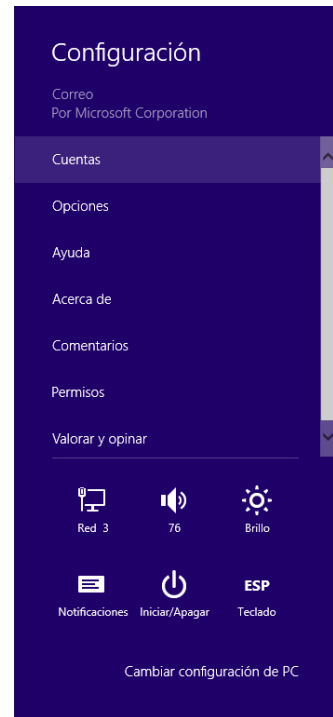 Configuración
Correo
Por Microsoft Corporation
Cuentas
Opciones
Ayuda
Acerca de
Comentarios
Permisos
Valorar y opinar
Red 3
76
Brillo
Notificaciones
Iniciar/Apagar
ESP
Teclado
Cambiar configuración de PC